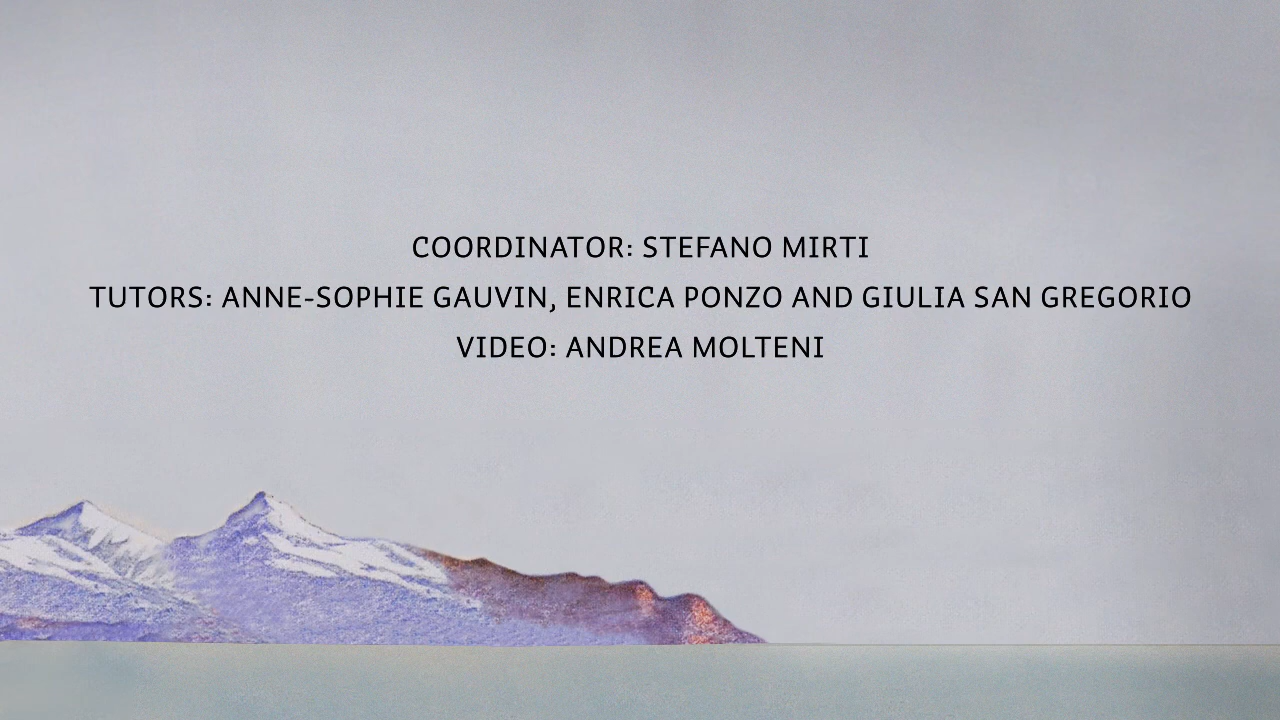 COORDINATOR: STEFANO MIRTI
TUTORS: ANNE-SOPHIE GAUVIN, ENRICA PONZO AND GIULIA SAN GREGORIO
VIDEO: ANDREA MOLTENI